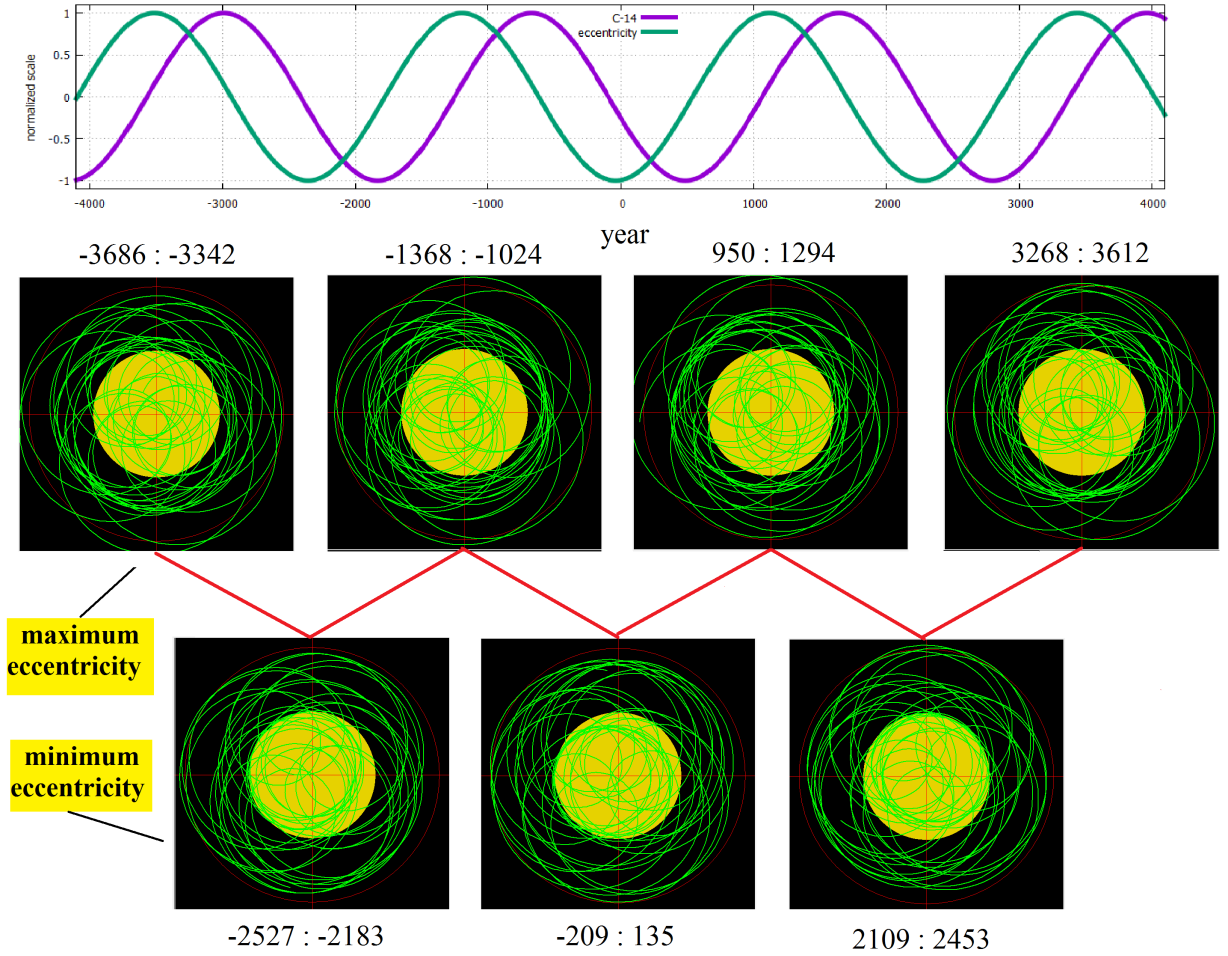 C-14
eccentricity
normalized scale
1
0.5
0
-0.5
-1
-4000 -3000 -2000 -1000 0 1000 2000 3000 4000
year
-3686 : -3342 -1368 : -1024 950 : 1294 3268 : 3612
maximum
eccentricity
minimum
eccentricity
-2527 : -2183 -209 : 135 2109 : 2453